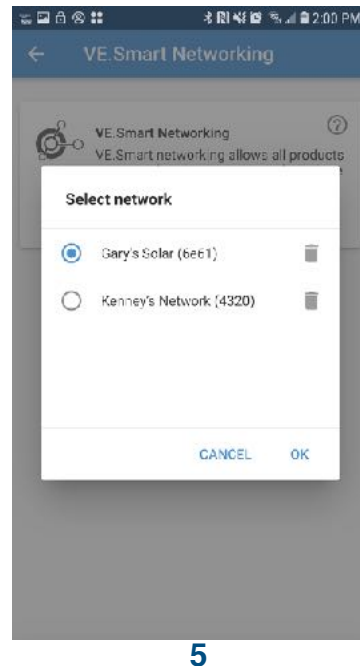 2:00 PM
VE.Smart Networking
VE.Smart Networking
VE.Smart networking allows all products
Select network
Gary's Solar (6e61)
Kenney's Network (4320)
CANCEL
OK
5